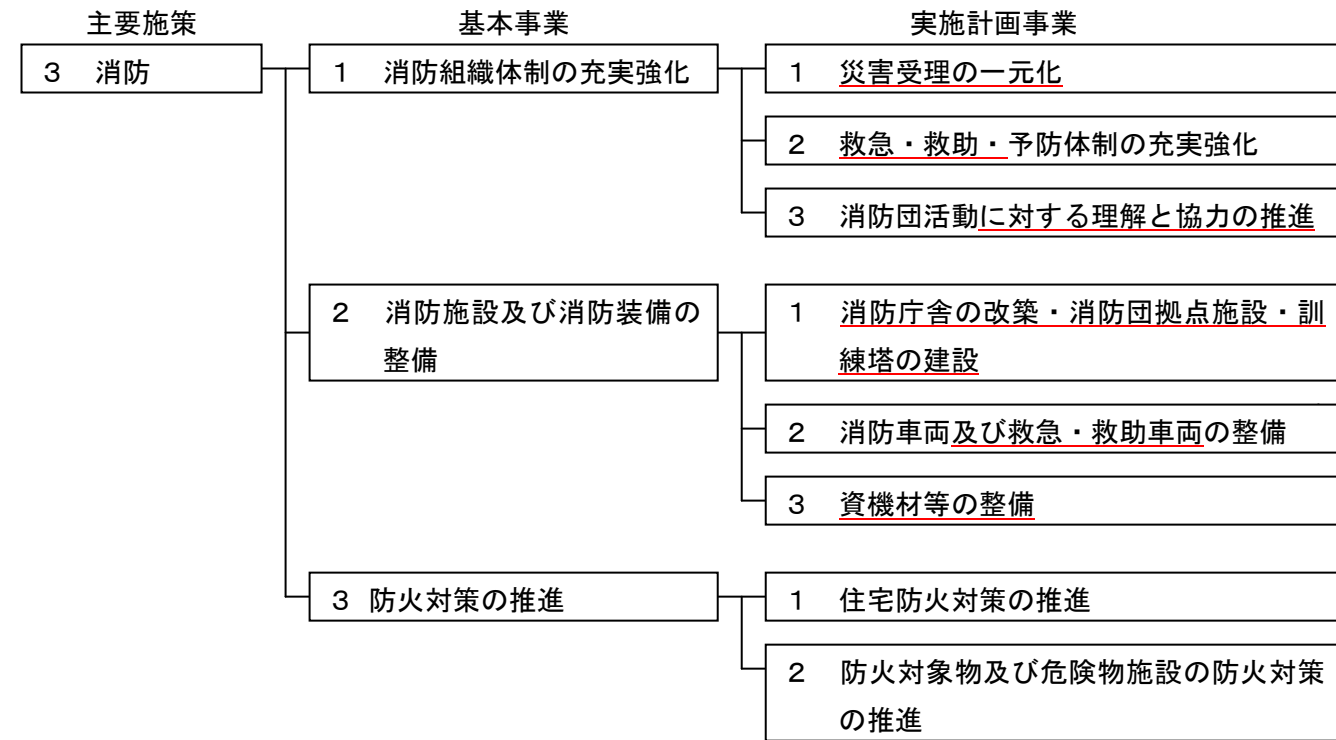 主要施策
基本事業
実施計画事業
３　消防
１　消防組織体制の充実強化
１　災害受理の一元化
２　救急・救助・予防体制の充実強化
３　消防団活動に対する理解と協力の推進
２　消防施設及び消防装備の
整備
１　消防庁舎の改築・消防団拠点施設・訓
練塔の建設
２　消防車両及び救急・救助車両の整備
３　資機材等の整備
３ 防火対策の推進
１　住宅防火対策の推進
２　防火対象物及び危険物施設の防火対策
の推進